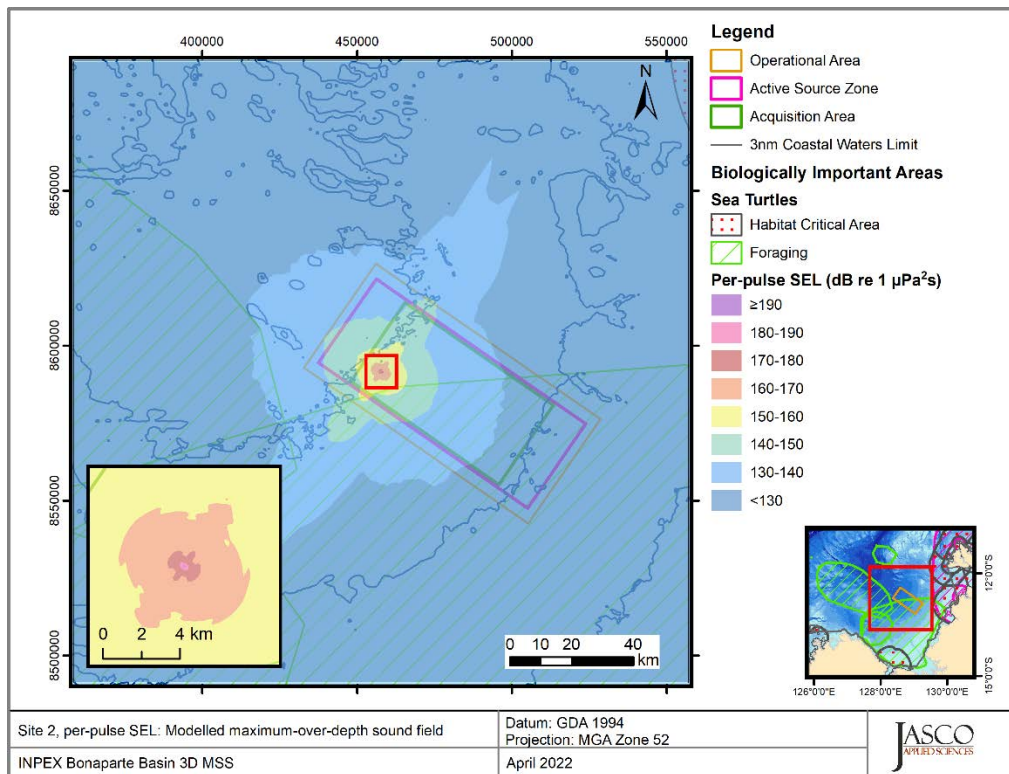 400000
450000
500000
550000
N
8650000
8600000
8550000
8500000
0 2 4 km
0 10 20 30 40
km
Legend
Operational Area
Active Source Zone
Acquisition Area
3nm Coastal Waters Limit
Biologically Important Areas
Sea Turtles
Habitat Critical Area
Foraging
Per-pulse SEL (dB re 1 µPa²s)
≥190
180-190
170-180
160-170
150-160
140-150
130-140
<130
12°0'0"S
15°0'0"S
126°0'0"E 128°0'0"E 130°0'0"E
Site 2, per-pulse SEL: Modelled maximum-over-depth sound field
Datum: GDA 1994
Projection: MGA Zone 52
INPEX Bonaparte Basin 3D MSS
April 2022
JASCO
APPLIED SCIENCES